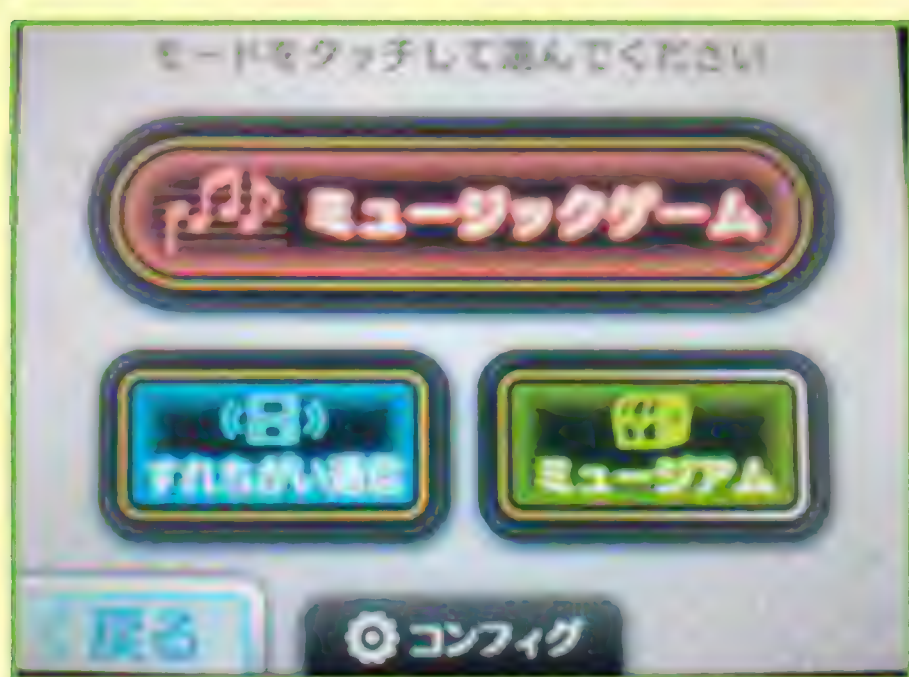 モードをタッチして選んでください
ミュージックゲーム
すれちがい通信
ミュージアム
戻る
コンフィグ